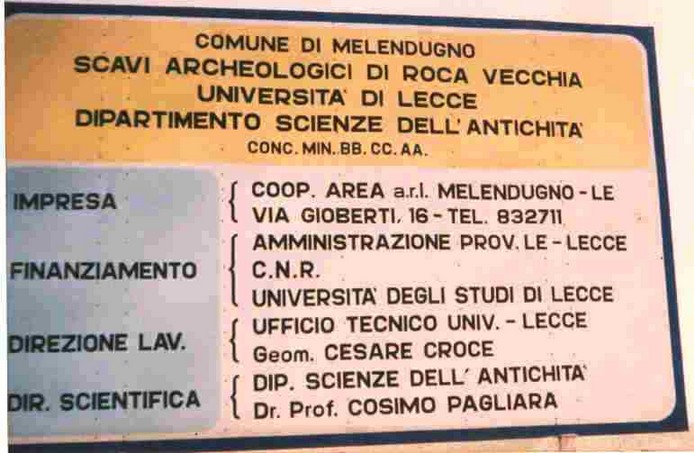 COMUNE DI MELENDUGNO
SCAVI ARCHEOLOGICI DI ROCA VECCHIA
UNIVERSITA' DI LECCE
DIPARTIMENTO SCIENZE DELL'ANTICHITA'
CONC. MIN. BB. CC. AA.
IMPRESA
COOP. AREA a.r.l. MELENDUGNO - LE
VIA GIOBERTI, 16 - TEL. 832711
FINANZIAMENTO
AMMINISTRAZIONE PROV. LE - LECCE
C.N.R.
UNIVERSITA' DEGLI STUDI DI LECCE
DIREZIONE LAV.
UFFICIO TECNICO UNIV. - LECCE
Geom. CESARE CROCE
DIR. SCIENTIFICA
DIP. SCIENZE DELL' ANTICHITA'
Dr. Prof. COSIMO PAGLIARA